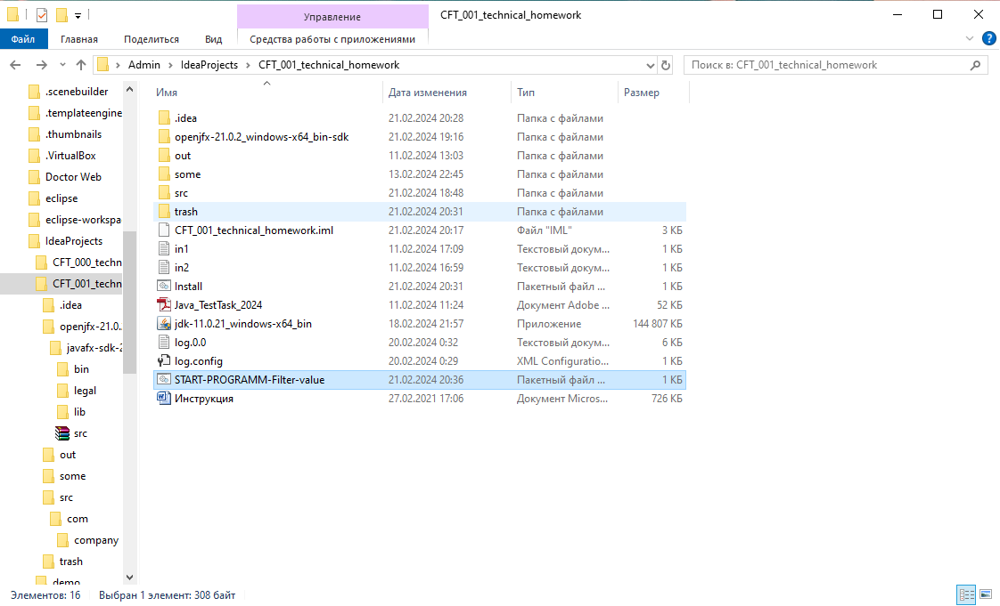 Управление
CFT_001_technical_homework
Файл
Главная
Поделиться
Вид
Средства работы с приложениями
Admin
IdeaProjects
CFT_001_technical_homework
Поиск в: CFT_001_technical_homework
.scenebuilder
.templateengine
.thumbnails
.VirtualBox
Doctor Web
eclipse
eclipse-workspa
IdeaProjects
CFT_000_techn
CFT_001_techn
.idea
openjfx-21.0.
javafx-sdk-2
bin
legal
lib
src
out
some
src
com
company
trash
demo
Имя Дата изменения Тип Размер
.idea 21.02.2024 20:28 Папка с файлами
openjfx-21.0.2_windows-x64_bin-sdk 21.02.2024 19:16 Папка с файлами
out 11.02.2024 13:03 Папка с файлами
some 13.02.2024 22:45 Папка с файлами
src 21.02.2024 18:48 Папка с файлами
trash 21.02.2024 20:31 Папка с файлами
CFT_001_technical_homework.iml 21.02.2024 20:17 Файл "IML" 3 КБ
in1 11.02.2024 17:09 Текстовый докум... 1 КБ
in2 11.02.2024 16:59 Текстовый докум... 1 КБ
Install 21.02.2024 20:31 Пакетный файл ... 1 КБ
Java_TestTask_2024 11.02.2024 11:24 Документ Adobe ... 52 КБ
jdk-11.0.21_windows-x64_bin 18.02.2024 21:57 Приложение 144 807 КБ
log.0.0 20.02.2024 0:32 Текстовый докум... 6 КБ
log.config 20.02.2024 0:29 XML Configuratio... 1 КБ
START-PROGRAMM-Filter-value 21.02.2024 20:36 Пакетный файл ... 1 КБ
Инструкция 27.02.2021 17:06 Документ Micros... 726 КБ
Элементов: 16
Выбран 1 элемент: 308 байт